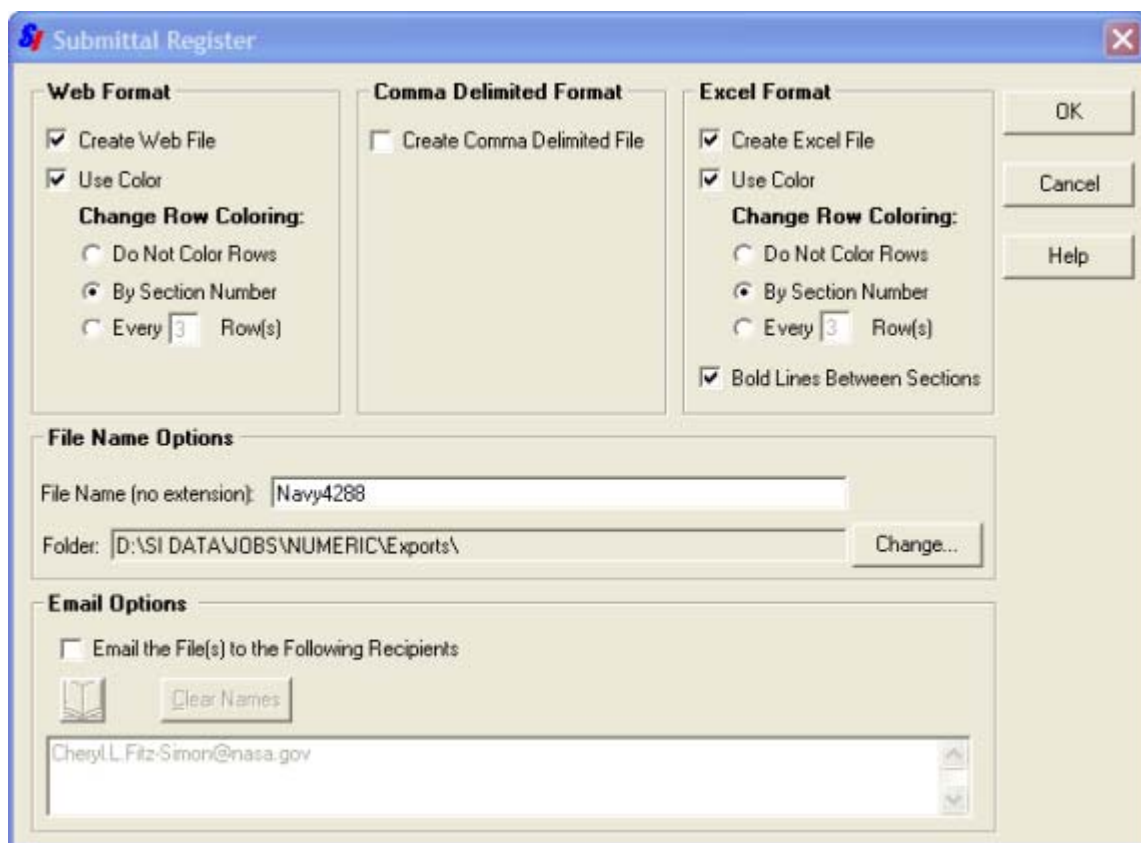 SI Submittal Register
Web Format
Create Web File
Use Color
Change Row Coloring:
Do Not Color Rows
By Section Number
Every 3 Row(s)
Comma Delimited Format
Create Comma Delimited File
Excel Format
Create Excel File
Use Color
Change Row Coloring:
Do Not Color Rows
By Section Number
Every 3 Row(s)
Bold Lines Between Sections
OK
Cancel
Help
File Name Options
File Name (no extension): Navy4288
Folder: D:\SI DATA\JOBS\NUMERIC\Exports\ Change...
Email Options
Email the File(s) to the Following Recipients
Clear Names
Cheryl.L.Fitz-Simon@nasa.gov